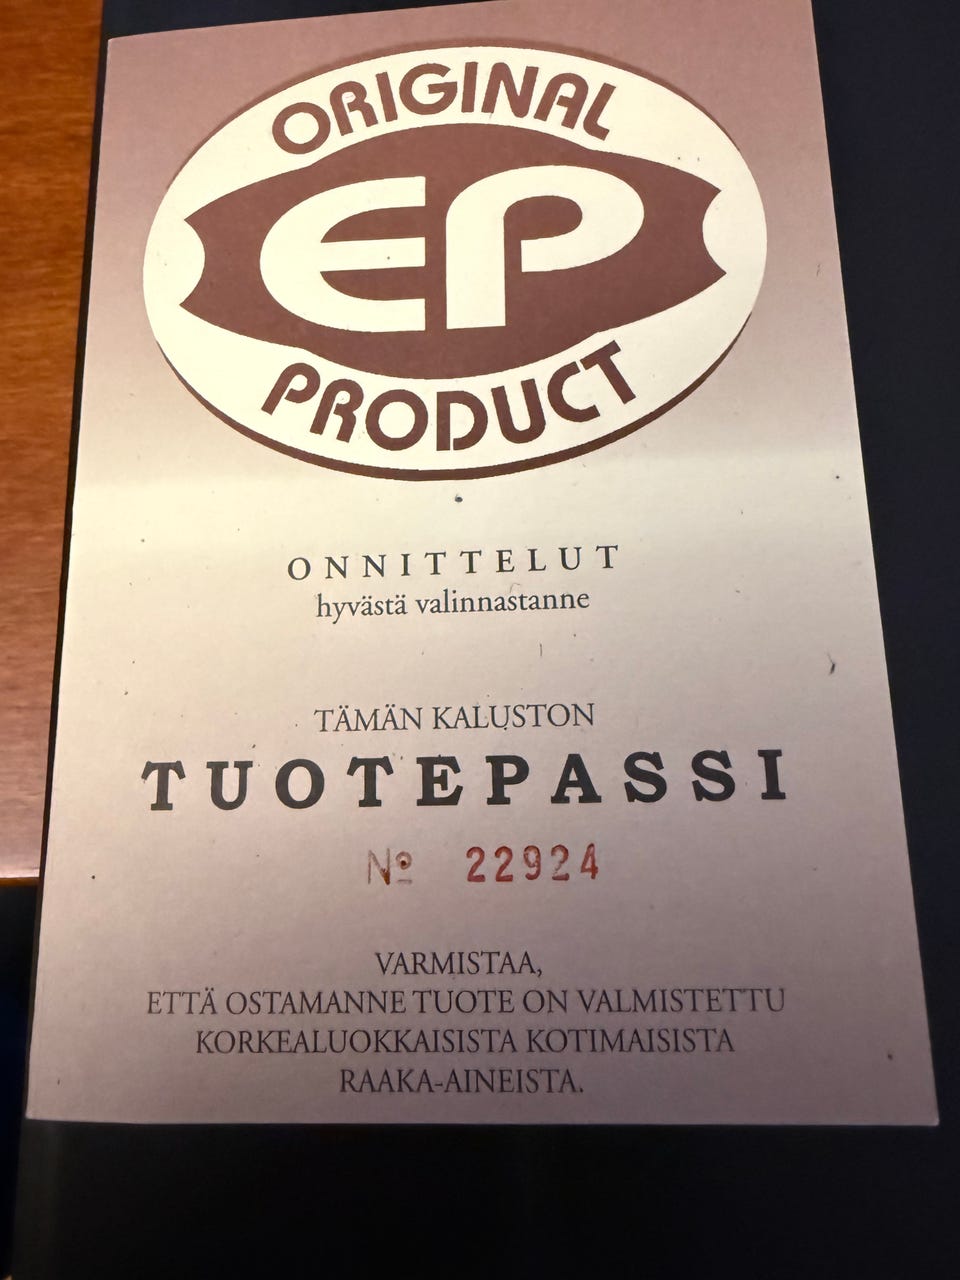 ORIGINAL
EP
PRODUCT
ONNITTELUT
hyvästä valinnastanne
TÄMÄN KALUSTON
TUOTEPASSI
Nº 22924
VARMISTAA,
ETTÄ OSTAMANNE TUOTE ON VALMISTETTU
KORKEALUOKKAISISTA KOTIMAISISTA
RAAKA-AINEISTA.